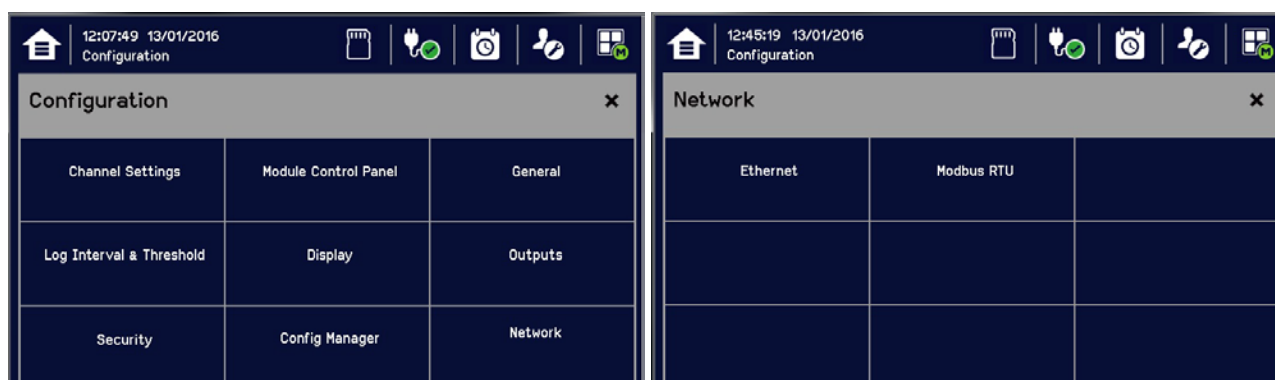 12:07:49 13/01/2016
Configuration
Configuration
Channel Settings Module Control Panel General
Log Interval & Threshold Display Outputs
Security Config Manager Network
12:45:19 13/01/2016
Configuration
Network
Ethernet Modbus RTU